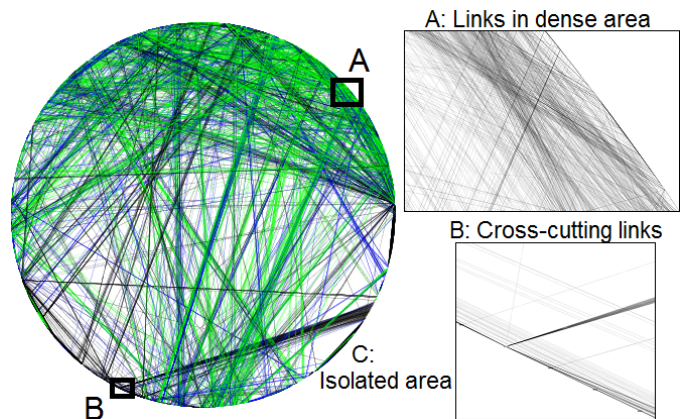 A: Links in dense area
A
B: Cross-cutting links
C:
Isolated area
B